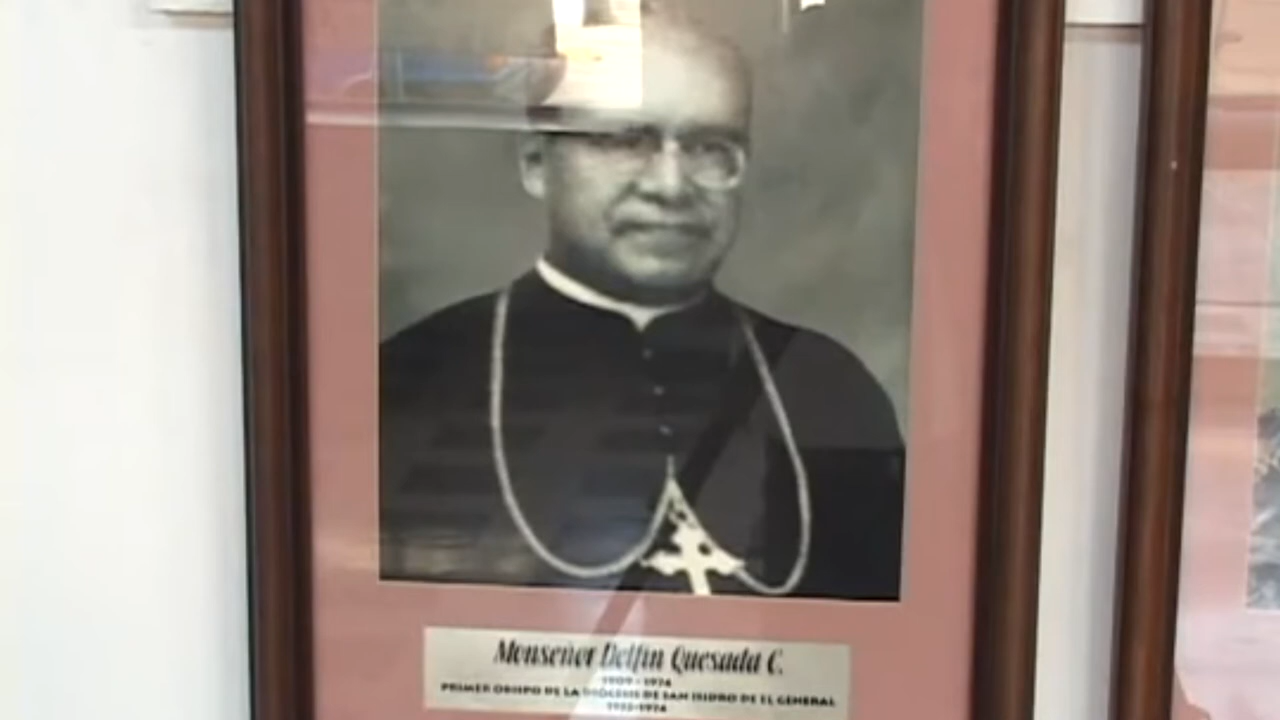 Monseñor Delfín Quesada C.
1909 - 1974
PRIMER OBISPO DE LA DIÓCESIS DE SAN ISIDRO DE EL GENERAL